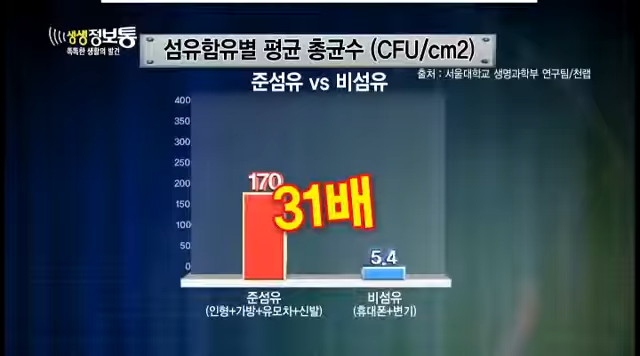 생생정보통
똑똑한 생활의 발견
섬유함유별 평균 총균수 (CFU/cm2)
출처 : 서울대학교 생명과학부 연구팀/천랩
준섬유 vs 비섬유
400
350
300
250
200
150
100
50
0
170
31배
5.4
준섬유
(인형+가방+유모차+신발)
비섬유
(휴대폰+변기)